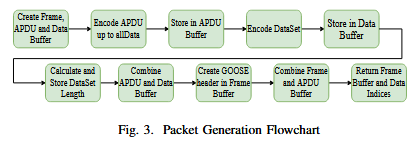 Create Frame,
APDU and Data
Buffer
Encode APDU
up to allData
Store in APDU
Buffer
Encode DataSet
Store in Data
Buffer
Calculate and
Store DataSet
Length
Combine
APDU and Data
Buffer
Create GOOSE
header in Frame
Buffer
Combine Frame
and APDU
Buffer
Return Frame
Buffer and Data
Indices
Fig. 3. Packet Generation Flowchart